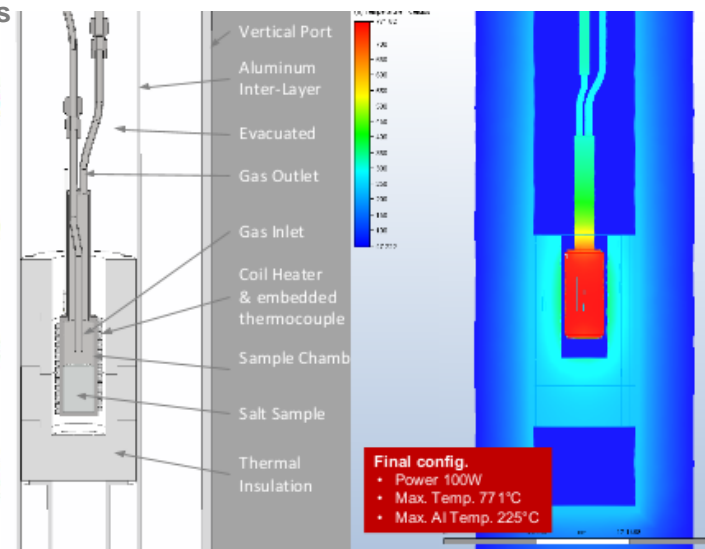 s
Vertical Port
Aluminum
Inter-Layer
Evacuated
Gas Outlet
Gas Inlet
Coil Heater
& embedded
thermocouple
Sample Chamb
Salt Sample
Thermal
Insulation
Final config.
• Power 100W
• Max. Temp. 771°C
• Max. Al Temp. 225°C